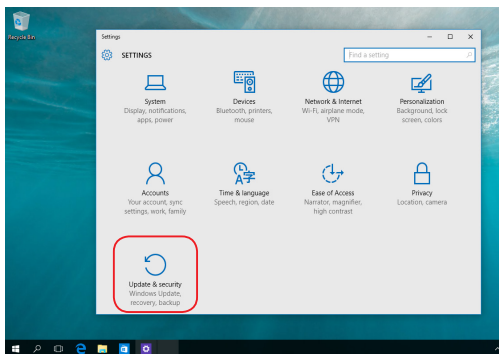 Recycle Bin
Settings
SETTINGS
Find a setting
System
Display, notifications,
apps, power
Devices
Bluetooth, printers,
mouse
Network & Internet
Wi-Fi, airplane mode,
VPN
Personalization
Background, lock
screen, colors
Accounts
Your account, sync
settings, work, family
Time & language
Speech, region, date
Ease of Access
Narrator, magnifier,
high contrast
Privacy
Location, camera
Update & security
Windows Update,
recovery, backup